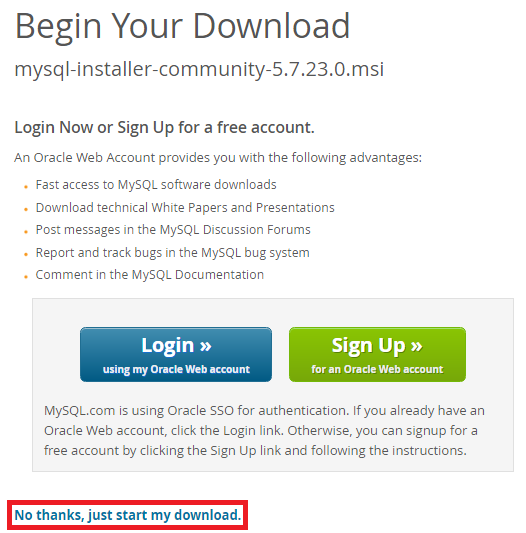 Begin Your Download
mysql-installer-community-5.7.23.0.msi
Login Now or Sign Up for a free account.
An Oracle Web Account provides you with the following advantages:
• Fast access to MySQL software downloads
• Download technical White Papers and Presentations
• Post messages in the MySQL Discussion Forums
• Report and track bugs in the MySQL bug system
• Comment in the MySQL Documentation
Login »
using my Oracle Web account
Sign Up »
for an Oracle Web account
MySQL.com is using Oracle SSO for authentication. If you already have an
Oracle Web account, click the Login link. Otherwise, you can signup for a
free account by clicking the Sign Up link and following the instructions.
No thanks, just start my download.